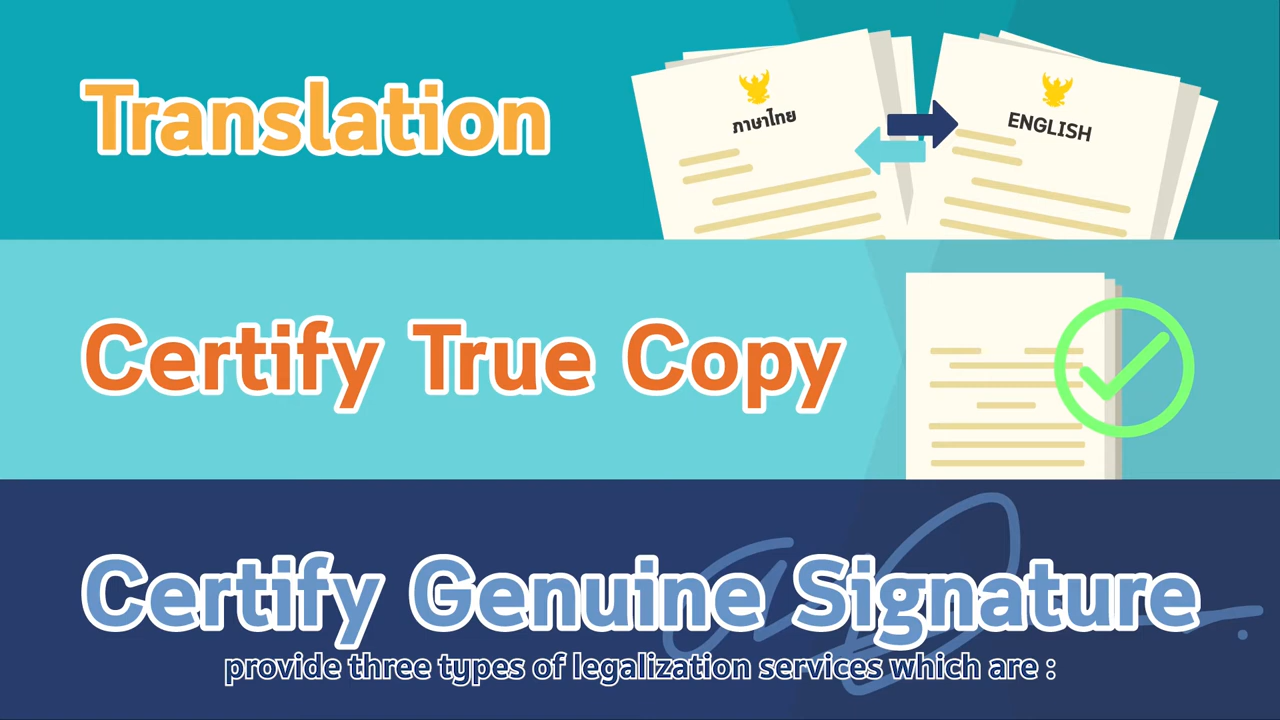 Translation
ภาษาไทย
ENGLISH
Certify True Copy
Certify Genuine Signature
provide three types of legalization services which are :